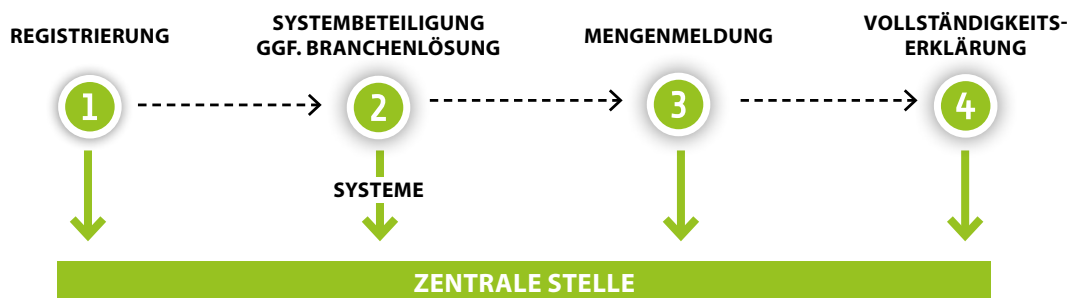 REGISTRIERUNG
SYSTEMBETEILIGUNG
GGF. BRANCHENLÖSUNG
MENGENMELDUNG
VOLLSTÄNDIGKEITS-
ERKLÄRUNG
1
2
3
4
SYSTEME
ZENTRALE STELLE